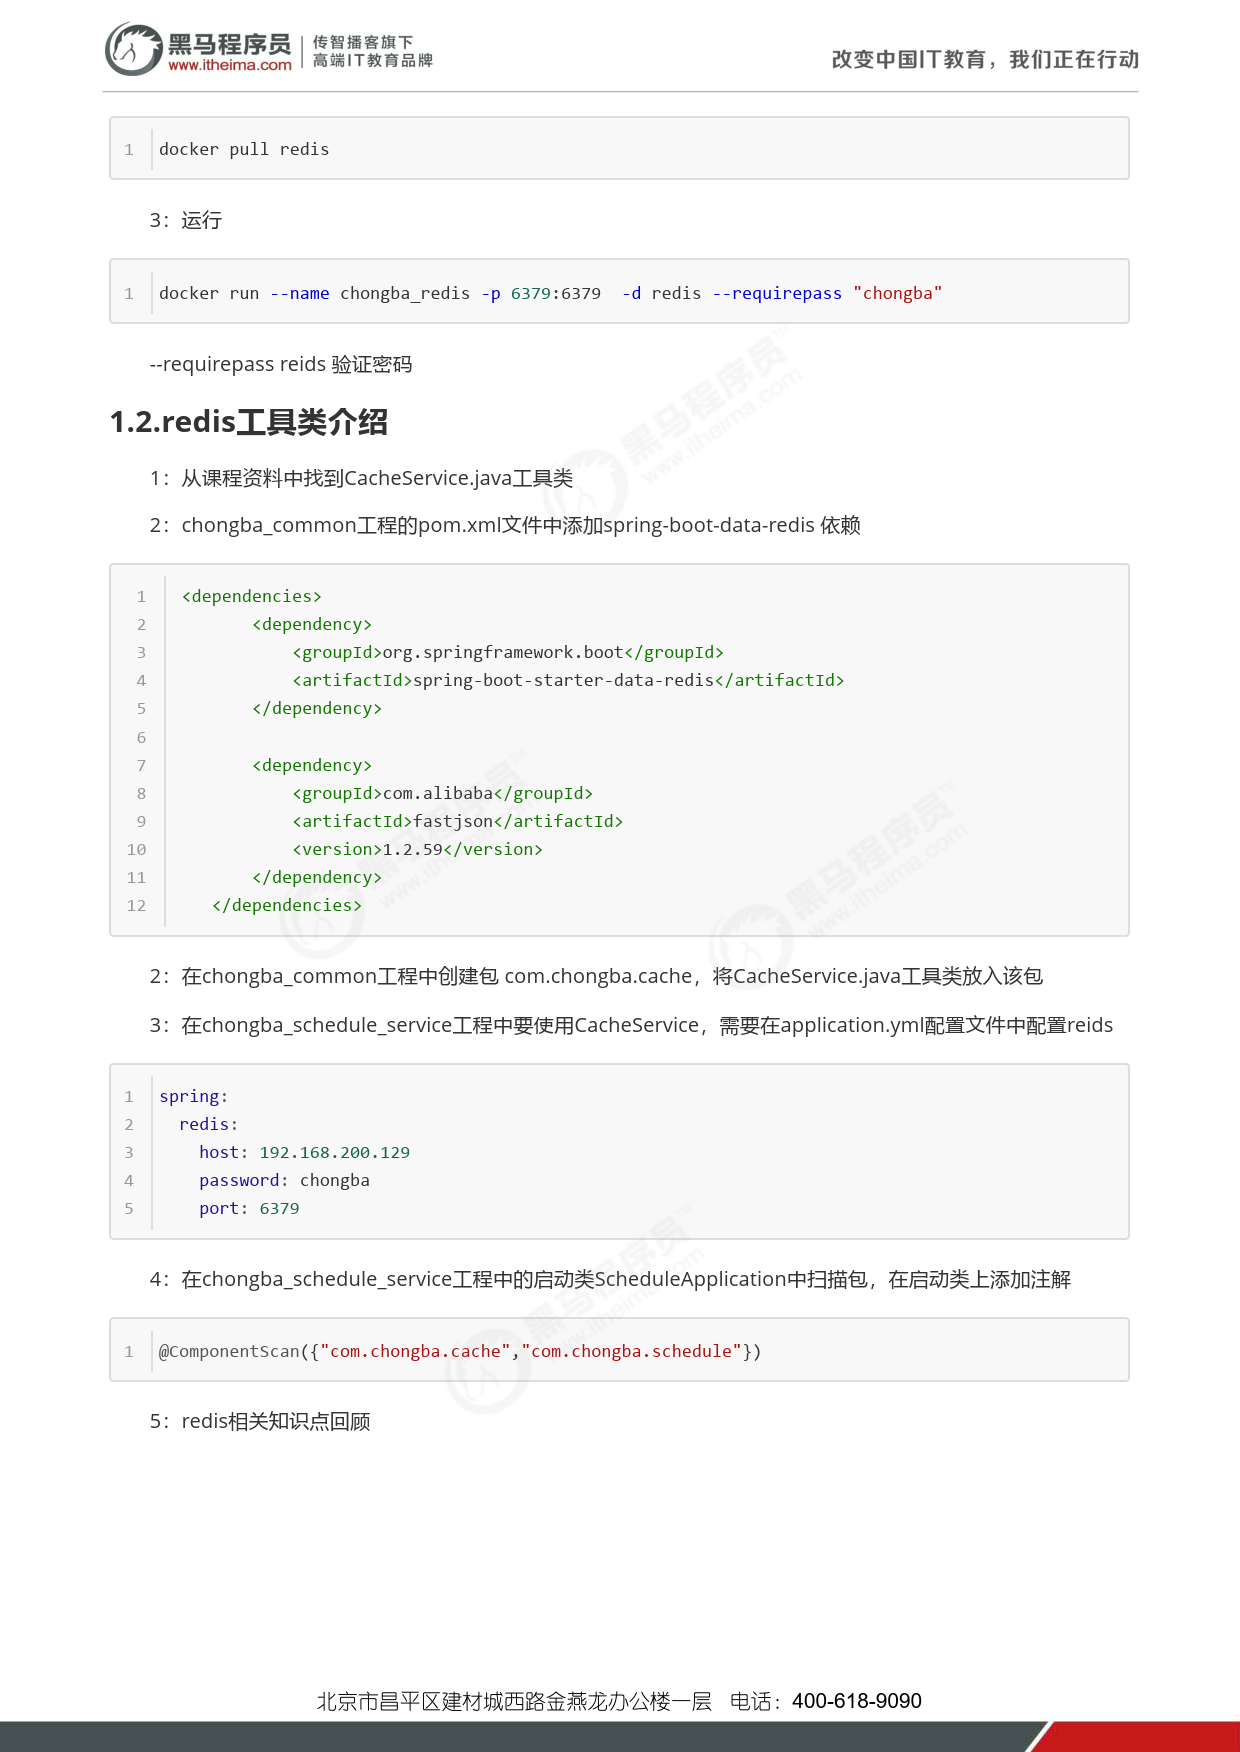 黑马程序员
www.itheima.com
传智播客旗下
高端IT教育品牌
改变中国IT教育，我们正在行动
1 docker pull redis
3：运行
1 docker run --name chongba_redis -p 6379:6379  -d redis --requirepass "chongba"
--requirepass reids 验证密码
1.2.redis工具类介绍
1：从课程资料中找到CacheService.java工具类
2：chongba_common工程的pom.xml文件中添加spring-boot-data-redis 依赖
1 <dependencies>
2        <dependency>
3            <groupId>org.springframework.boot</groupId>
4            <artifactId>spring-boot-starter-data-redis</artifactId>
5        </dependency>
6
7        <dependency>
8            <groupId>com.alibaba</groupId>
9            <artifactId>fastjson</artifactId>
10            <version>1.2.59</version>
11        </dependency>
12    </dependencies>
2：在chongba_common工程中创建包 com.chongba.cache，将CacheService.java工具类放入该包
3：在chongba_schedule_service工程中要使用CacheService，需要在application.yml配置文件中配置reids
1 spring:
2   redis:
3     host: 192.168.200.129
4     password: chongba
5     port: 6379
4：在chongba_schedule_service工程中的启动类ScheduleApplication中扫描包，在启动类上添加注解
1 @ComponentScan({"com.chongba.cache","com.chongba.schedule"})
5：redis相关知识点回顾
北京市昌平区建材城西路金燕龙办公楼一层   电话：400-618-9090